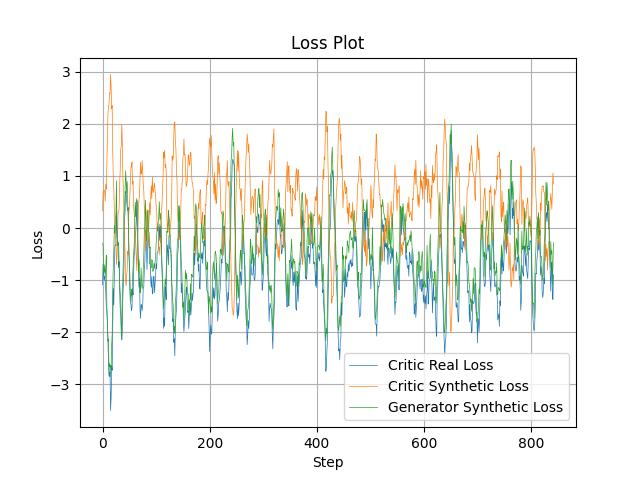 Loss Plot
3
2
1
0
−1
−2
−3
Loss
0
200
400
600
800
Step
Critic Real Loss
Critic Synthetic Loss
Generator Synthetic Loss